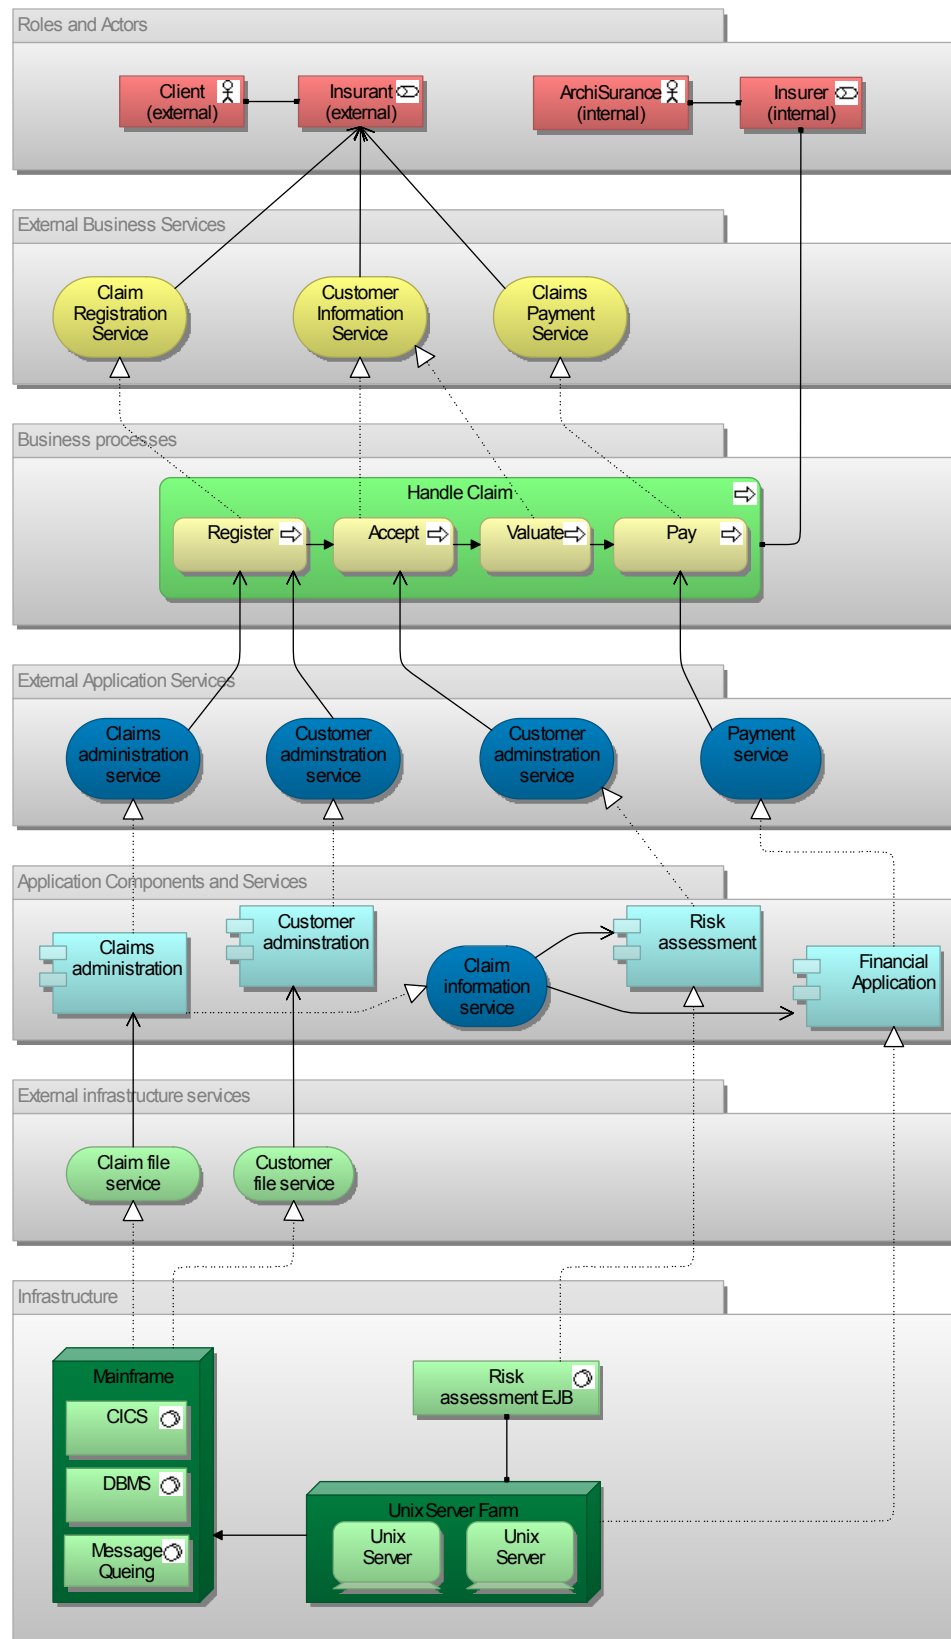 Roles and Actors
Client
(external)
Insurant
(external)
ArchiSurance
(internal)
Insurer
(internal)
External Business Services
Claim
Registration
Service
Customer
Information
Service
Claims
Payment
Service
Business processes
Handle Claim
Register
Accept
Valuate
Pay
External Application Services
Claims
administration
service
Customer
adminstration
service
Customer
adminstration
service
Payment
service
Application Components and Services
Claims
administration
Customer
adminstration
Claim
information
service
Risk
assessment
Financial
Application
External infrastructure services
Claim file
service
Customer
file service
Infrastructure
Mainframe
CICS
DBMS
Message
Queing
Risk
assessment EJB
Unix Server Farm
Unix
Server
Unix
Server